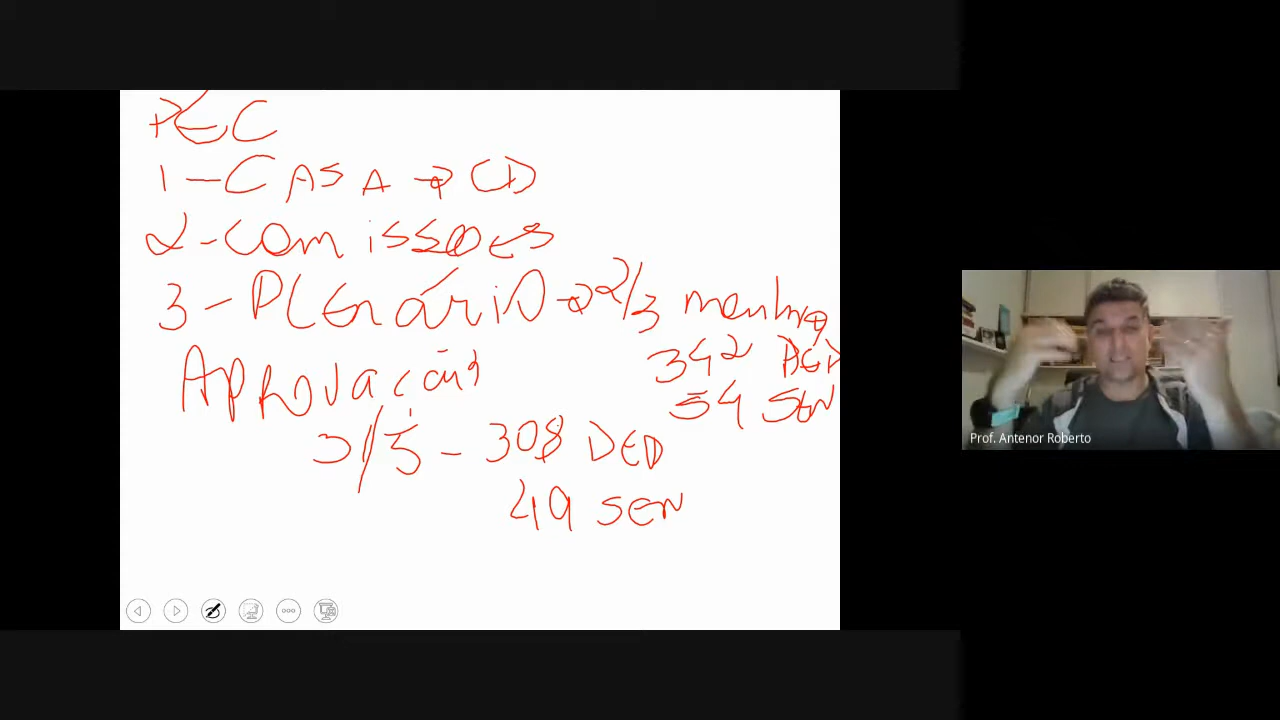 PEC
1 - CASA → CD
2 - comissões
3 - PLEnário → 2/3 membros
342 DEP
54 SEN
Aprovação
3/5 - 308 DEP
49 SEN
Prof. Antenor Roberto